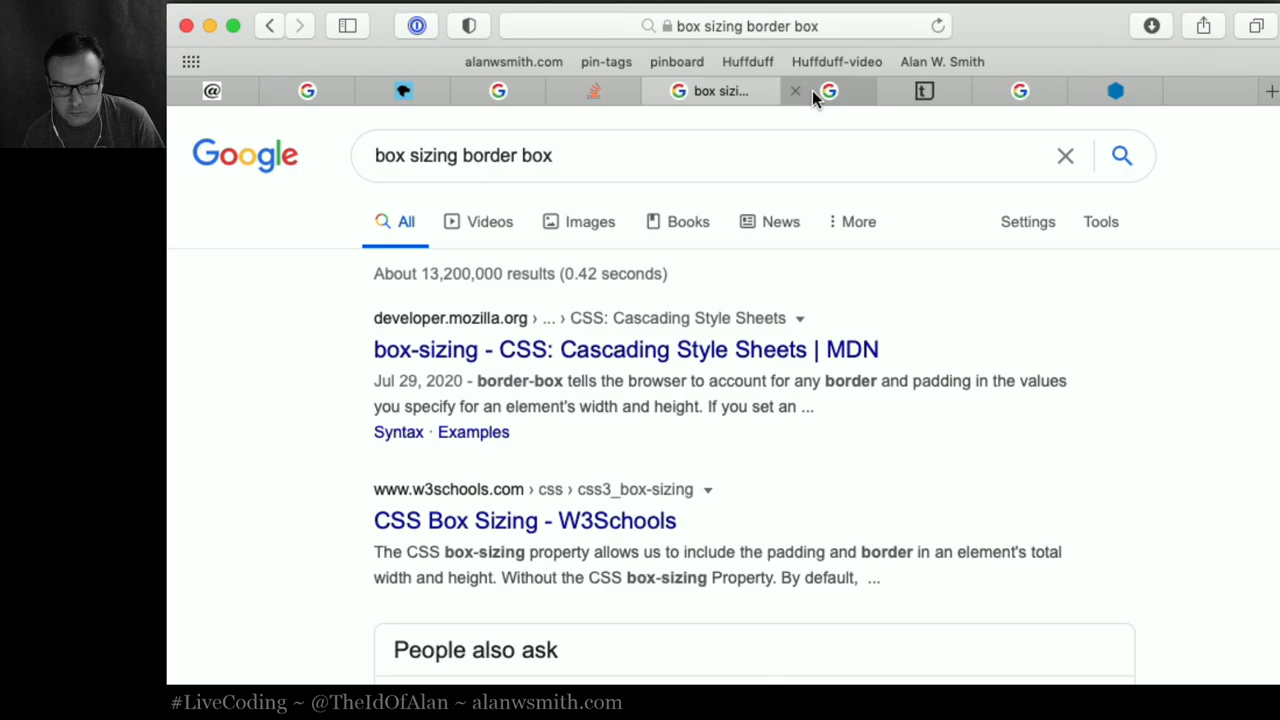 box sizing border box
alanwsmith.com pin-tags pinboard Huffduff Huffduff-video Alan W. Smith
box sizi...
Google
box sizing border box
All Videos Images Books News More Settings Tools
About 13,200,000 results (0.42 seconds)
developer.mozilla.org › ... › CSS: Cascading Style Sheets
box-sizing - CSS: Cascading Style Sheets | MDN
Jul 29, 2020 - border-box tells the browser to account for any border and padding in the values
you specify for an element's width and height. If you set an ...
Syntax · Examples
www.w3schools.com › css › css3_box-sizing
CSS Box Sizing - W3Schools
The CSS box-sizing property allows us to include the padding and border in an element's total
width and height. Without the CSS box-sizing Property. By default, ...
People also ask
#LiveCoding ~ @TheIdOfAlan ~ alanwsmith.com